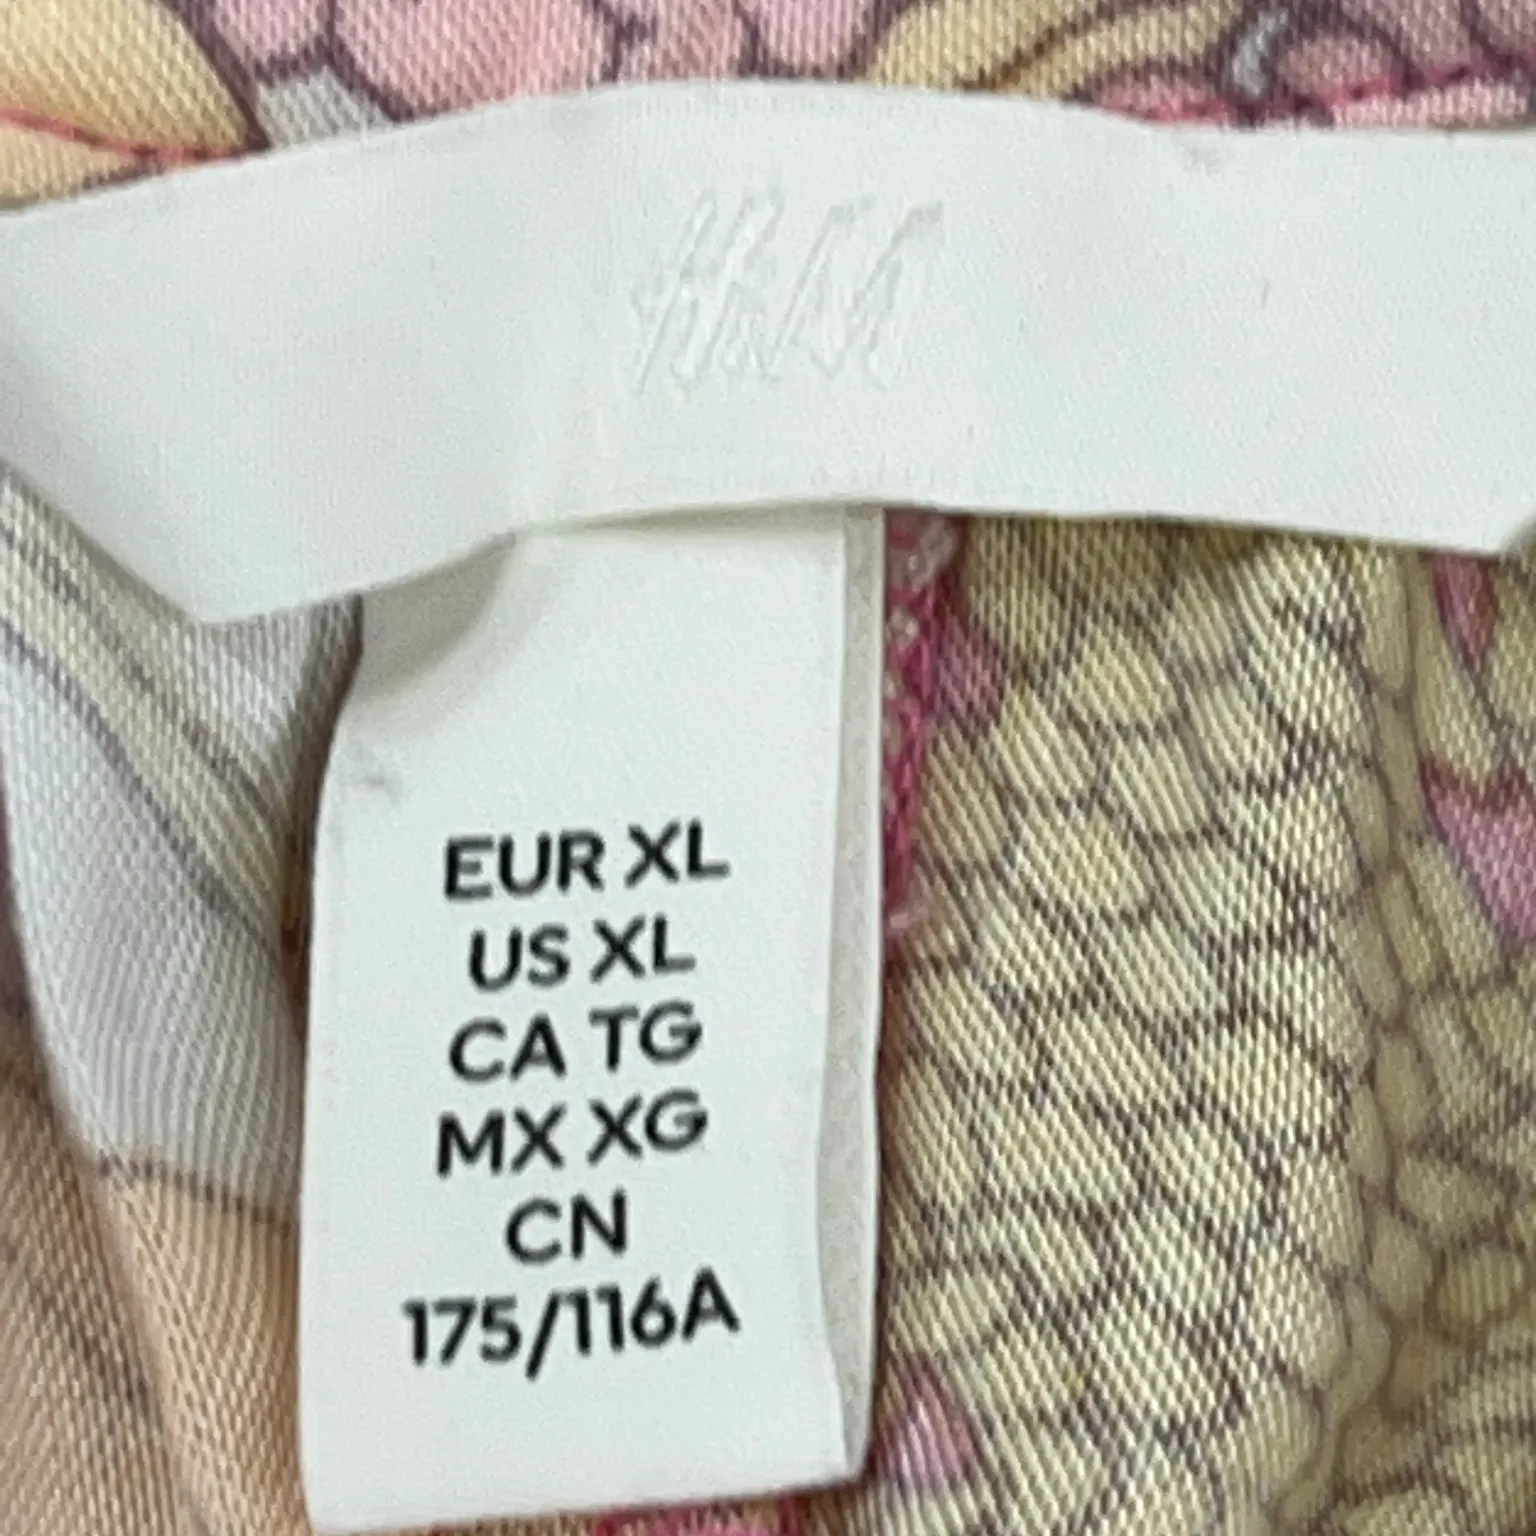 H&M
EUR XL
US XL
CA TG
MX XG
CN
175/116A